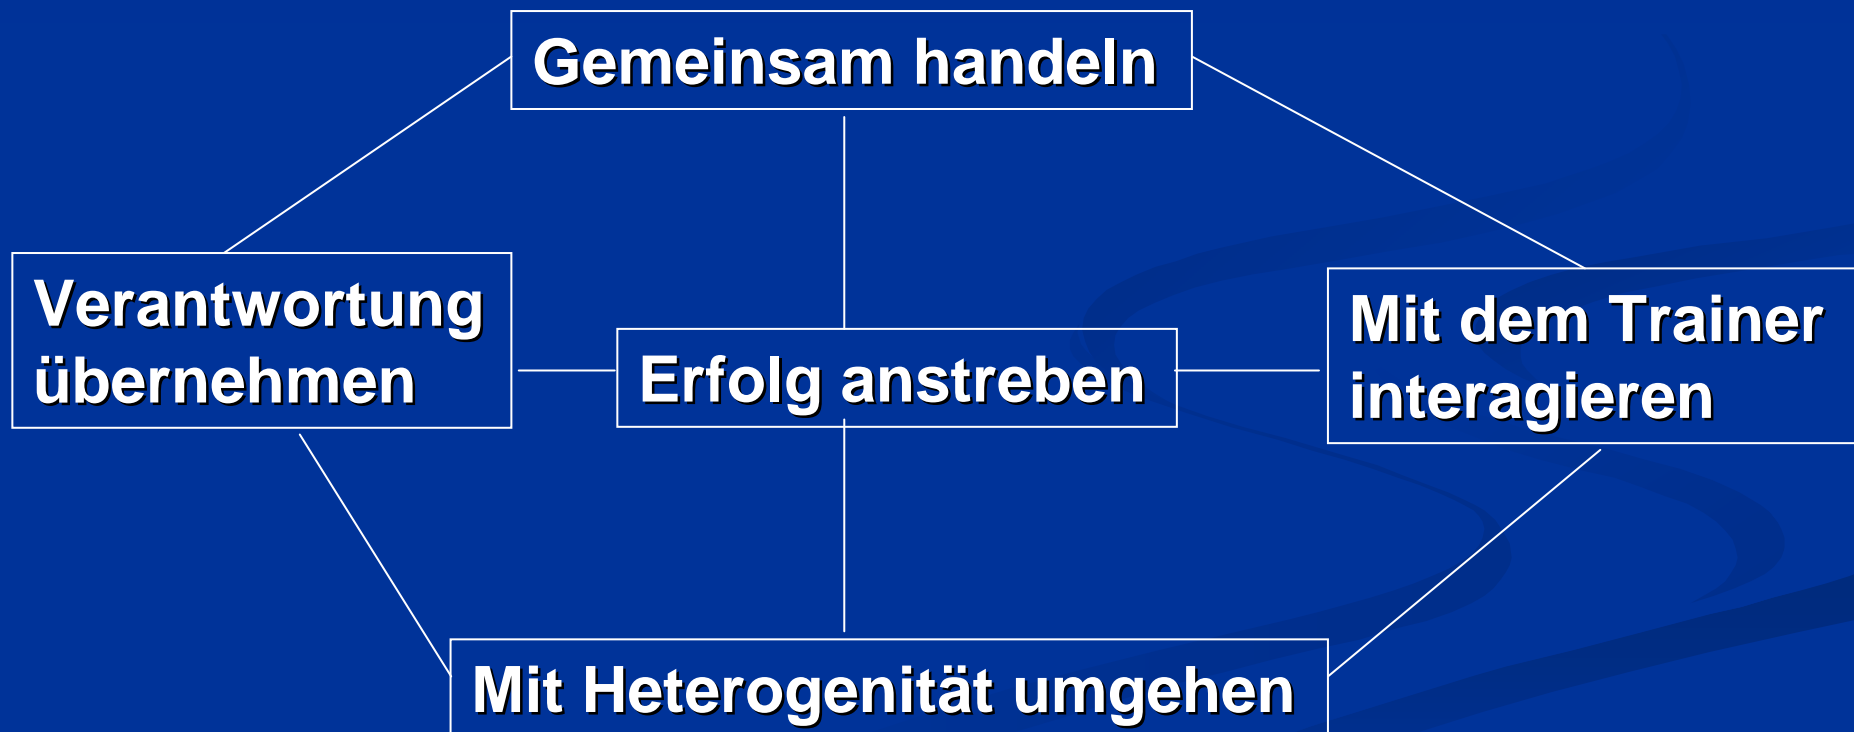 Gemeinsam handeln
Verantwortung
übernehmen
Erfolg anstreben
Mit dem Trainer
interagieren
Mit Heterogenität umgehen